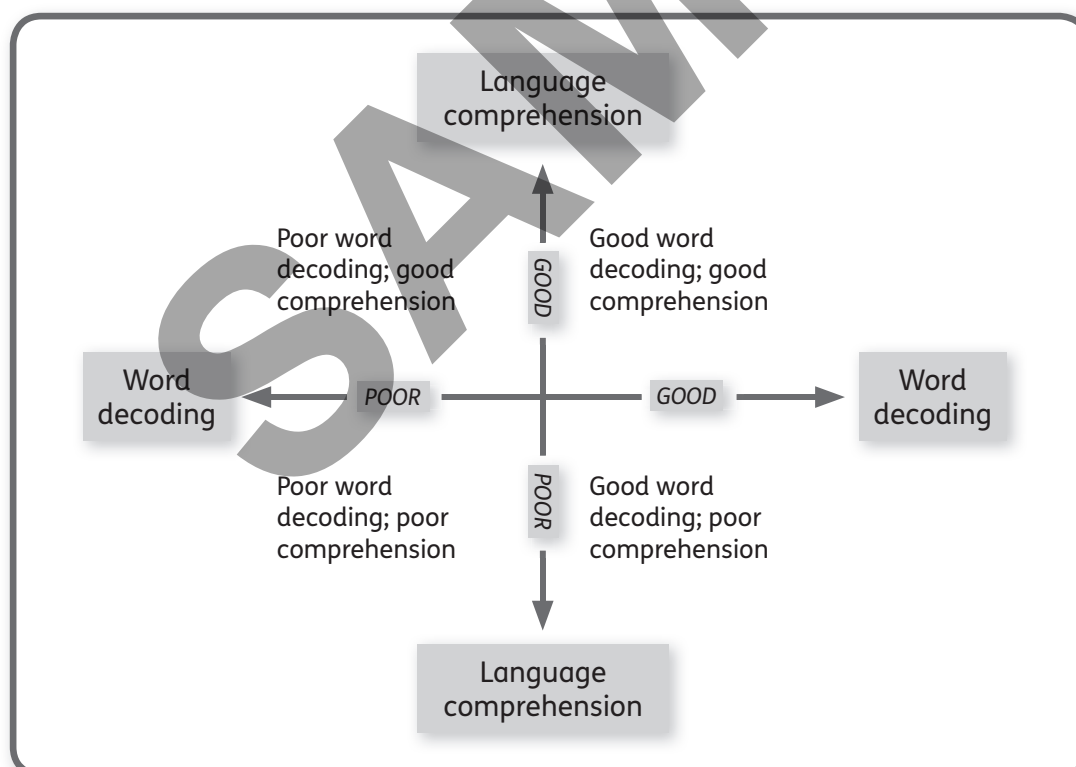 SAM
Language
comprehension
Poor word
decoding; good
comprehension
GOOD
Good word
decoding; good
comprehension
Word
decoding
POOR
GOOD
Word
decoding
Poor word
decoding; poor
comprehension
POOR
Good word
decoding; poor
comprehension
Language
comprehension